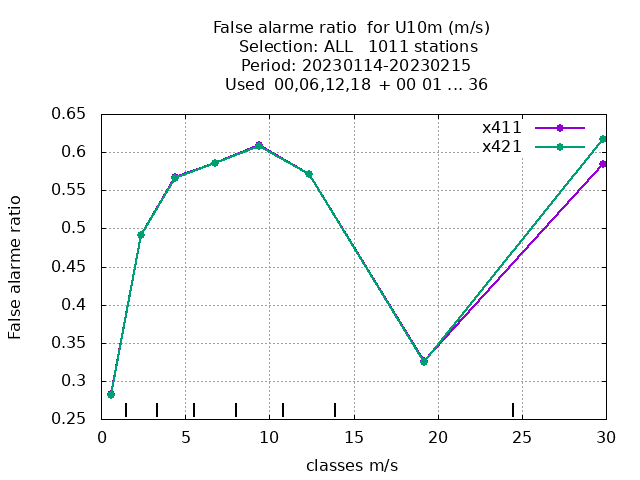 False alarme ratio for U10m (m/s)
Selection: ALL 1011 stations
Period: 20230114-20230215
Used 00,06,12,18 + 00 01 ... 36
0.65
0.6
0.55
0.5
0.45
0.4
0.35
0.3
0.25
False alarme ratio
x411
x421
0 5 10 15 20 25 30
classes m/s